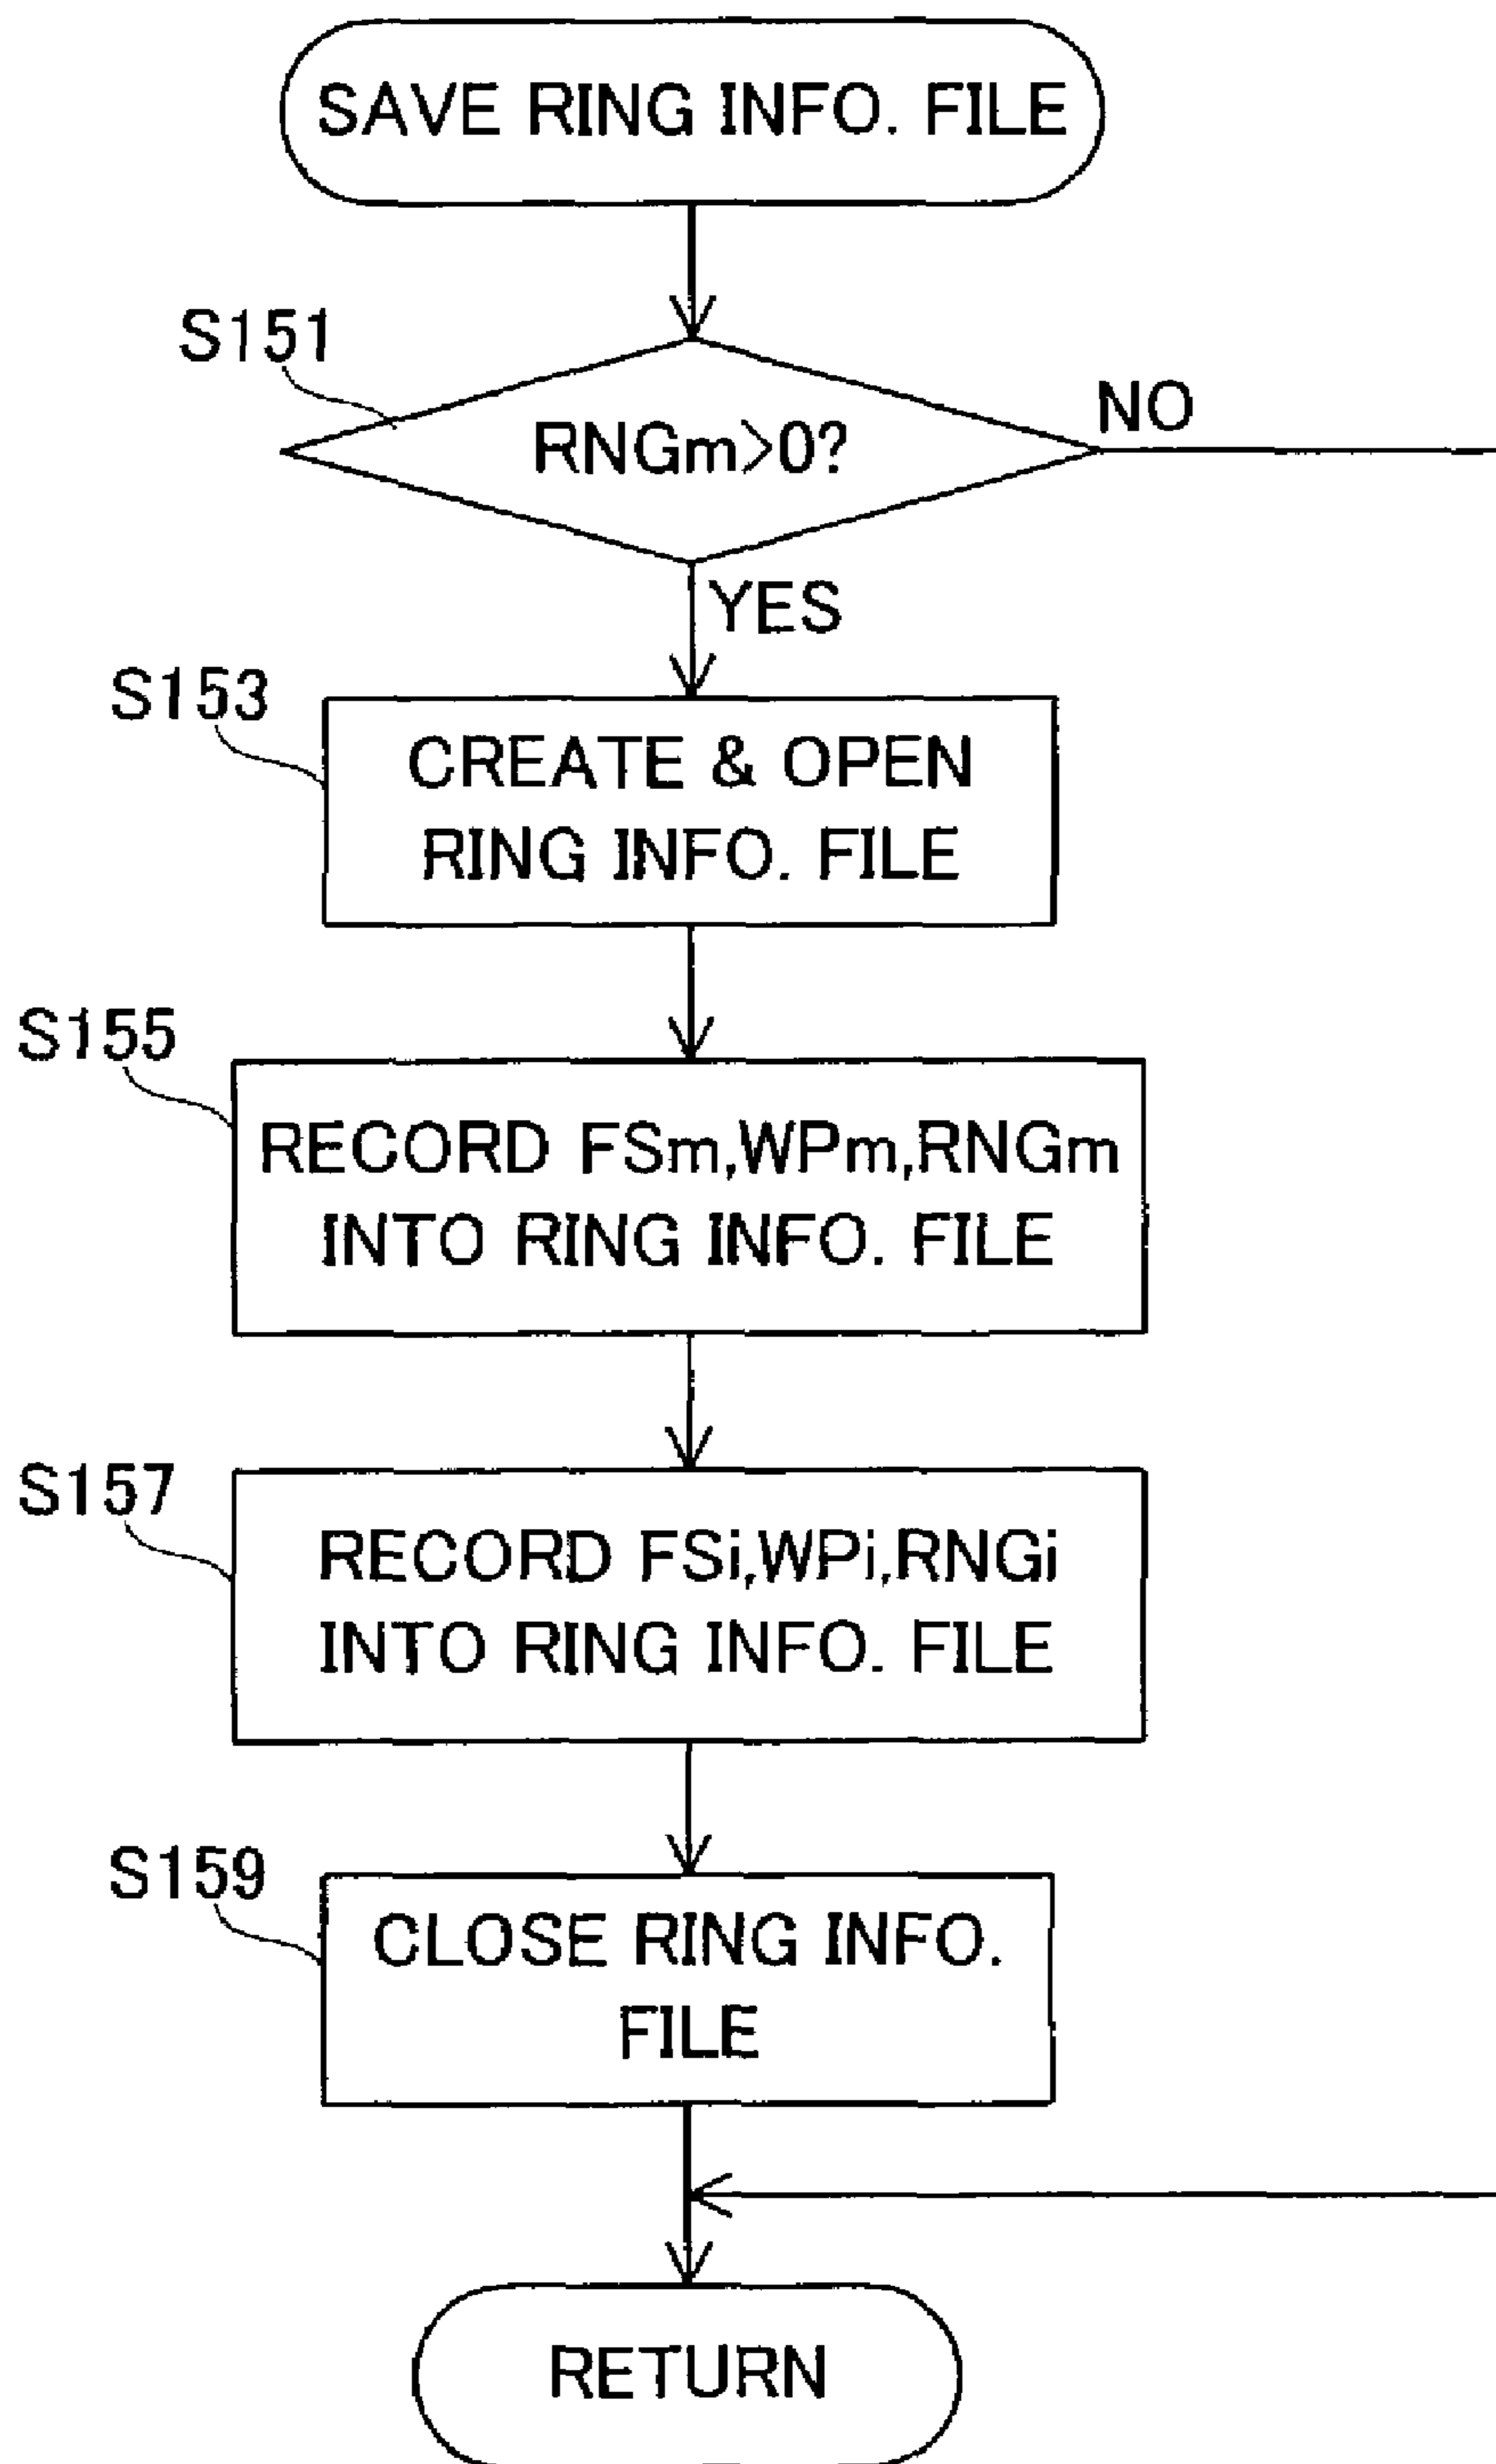 SAVE RING INFO. FILE
S151
RNGm>0?
NO
YES
S153
CREATE & OPEN
RING INFO. FILE
S155
RECORD FSm,WPm,RNGm
INTO RING INFO. FILE
S157
RECORD FSi,WPi,RNGi
INTO RING INFO. FILE
S159
CLOSE RING INFO.
FILE
RETURN